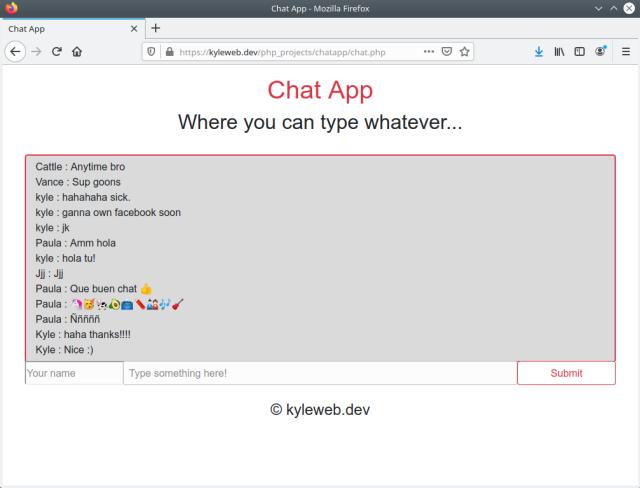 Chat App - Mozilla Firefox
Chat App
https://kyleweb.dev/php_projects/chatapp/chat.php
Chat App
Where you can type whatever...
Cattle : Anytime bro
Vance : Sup goons
kyle : hahahaha sick.
kyle : ganna own facebook soon
kyle : jk
Paula : Amm hola
kyle : hola tu!
Jjj : Jjj
Paula : Que buen chat 👍
Paula : 🦄🥳🐄🥑👖🍫🎎🎶🎸
Paula : Ñññññ
Kyle : haha thanks!!!!
Kyle : Nice :)
Your name
Type something here!
Submit
© kyleweb.dev